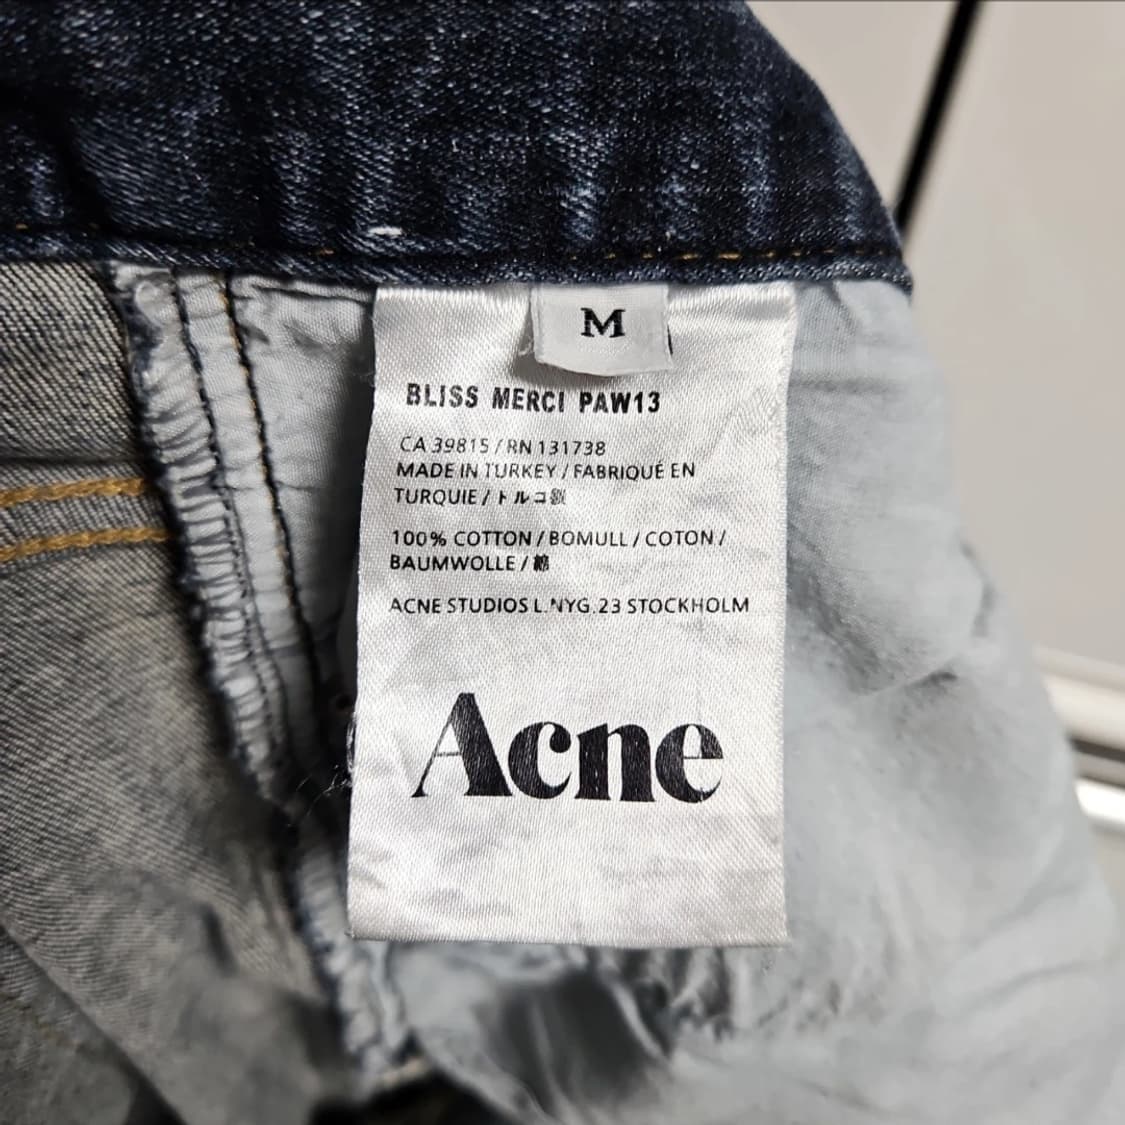 M
BLISS MERCI PAW13
CA 39815 / RN 131738
MADE IN TURKEY / FABRIQUÉ EN
TURQUIE / トルコ製
100% COTTON / BOMULL / COTON /
BAUMWOLLE / 綿
ACNE STUDIOS L.NYG.23 STOCKHOLM
Acne